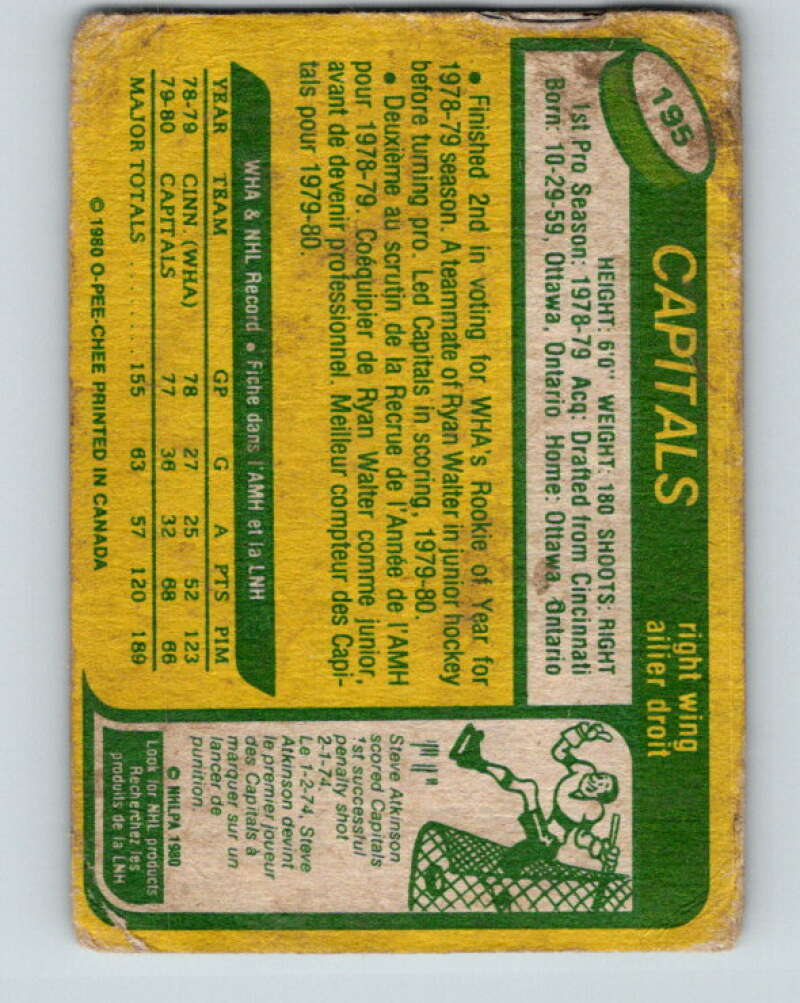 195
CAPITALS
right wing
ailier droit
HEIGHT: 6'0" WEIGHT: 180 SHOOTS: RIGHT
1st Pro Season: 1978-79 Acq: Drafted from Cincinnati
Born: 10-29-59, Ottawa, Ontario Home: Ottawa, Ontario
• Finished 2nd in voting for WHA's Rookie of Year for
1978-79 season. A teammate of Ryan Walter in junior hockey
before turning pro. Led Capitals in scoring, 1979-80.
• Deuxième au scrutin de la Recrue de l'Année de l'AMH
pour 1978-79. Coéquipier de Ryan Walter comme junior,
avant de devenir professionnel. Meilleur compteur des Capi-
tals pour 1979-80.
WHA & NHL Record • Fiche dans l'AMH et la LNH
YEAR TEAM GP G A PTS PIM
78-79 CINN. (WHA) 78 27 25 52 123
79-80 CAPITALS 77 36 32 68 66
MAJOR TOTALS ......... 155 63 57 120 189
© 1980 O-PEE-CHEE PRINTED IN CANADA
Steve Atkinson
scored Capitals
1st successful
penalty shot
2-1-74.
Le 1-2-74, Steve
Atkinson devint
le premier joueur
des Capitals à
marquer sur un
lancer de
punition.
© NHLPA 1980
Look for NHL products
Recherchez les
produits de la LNH